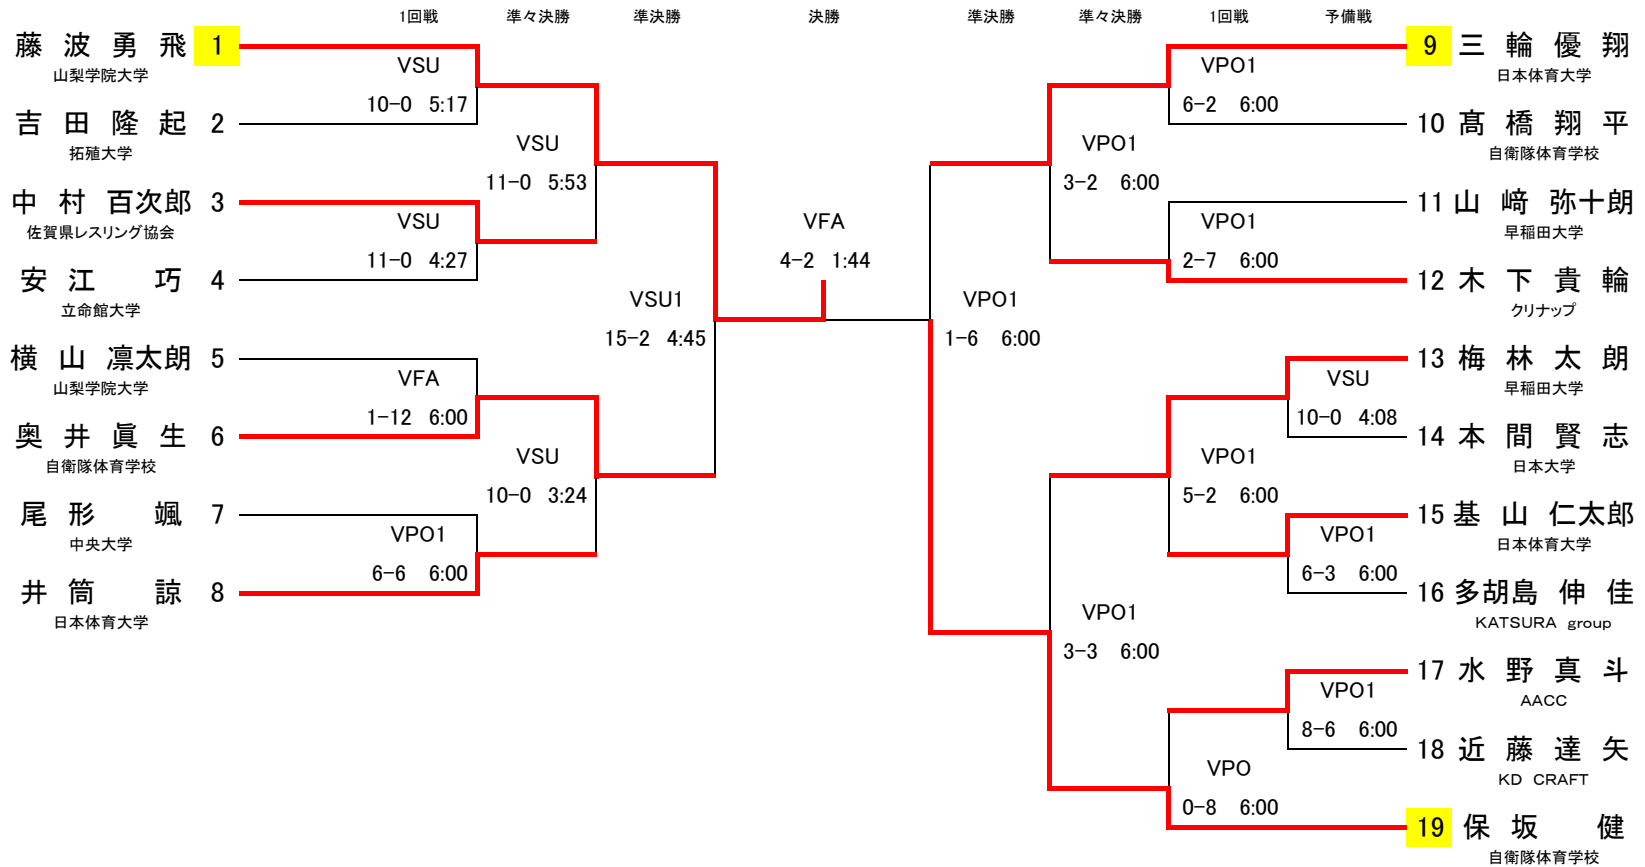 1回戦 準々決勝 準決勝 決勝 準決勝 準々決勝 1回戦 予備戦
藤 波 勇 飛 1
山梨学院大学
VSU
10-0 5:17
吉 田 隆 起 2
拓殖大学
VSU
11-0 5:53
中 村 百次郎 3
佐賀県レスリング協会
VSU
11-0 4:27
安 江 巧 4
立命館大学
VSU1
15-2 4:45
横 山 凛太朗 5
山梨学院大学
VFA
1-12 6:00
奥 井 眞 生 6
自衛隊体育学校
VSU
10-0 3:24
尾 形 颯 7
中央大学
VPO1
6-6 6:00
井 筒 諒 8
日本体育大学
VFA
4-2 1:44
9 三 輪 優 翔
日本体育大学
VPO1
6-2 6:00
10 髙 橋 翔 平
自衛隊体育学校
VPO1
3-2 6:00
11 山 﨑 弥十朗
早稲田大学
VPO1
2-7 6:00
12 木 下 貴 輪
クリナップ
VPO1
1-6 6:00
13 梅 林 太 朗
早稲田大学
VSU
10-0 4:08
14 本 間 賢 志
日本大学
VPO1
5-2 6:00
15 基 山 仁太郎
日本体育大学
VPO1
6-3 6:00
16 多胡島 伸 佳
KATSURA group
VPO1
3-3 6:00
17 水 野 真 斗
AACC
VPO1
8-6 6:00
18 近 藤 達 矢
KD CRAFT
VPO
0-8 6:00
19 保 坂 健
自衛隊体育学校